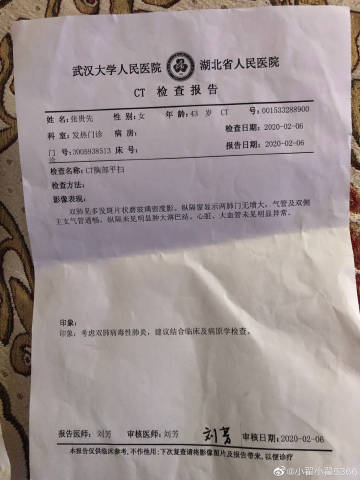 武汉大学人民医院 湖北省人民医院
CT 检查报告
姓名:张贵先 性别:女 年龄:43 岁 CT 号:001533288900
科室:发热门诊 病房: 检查日期:2020-02-06
门诊号:3005938513 床号: 报告日期:2020-02-06
检查名称:CT胸部平扫
检查方法:
影像表现:
双肺见多发斑片状磨玻璃密度影。纵隔窗显示两肺门无增大。气管及双侧
主支气管通畅。纵隔未见明显肿大淋巴结。心脏、大血管未见明显异常。
印象:
印象:考虑双肺病毒性肺炎,建议结合临床及病原学检查。
报告医师:刘芳 审核医师:刘芳 刘芳 审核日期:2020-02-06
本报告仅供临床参考,不作他用;下次复查请将影像图片及报告带来,以便诊疗
@小翟小翟5366